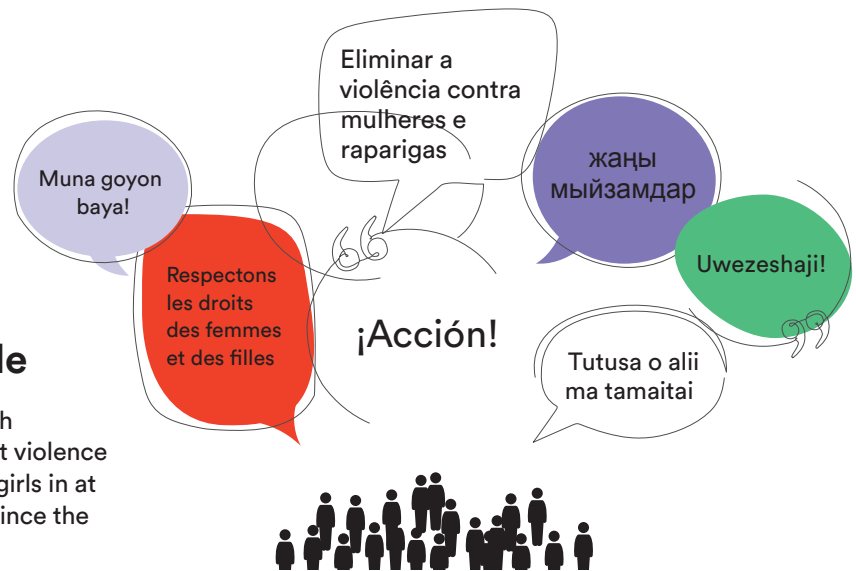 Eliminar a
violência contra
mulheres e
raparigas
жаңы
мыйзамдар
Muna goyon
baya!
Uwezeshaji!
Respectons
les droits
des femmes
et des filles
¡Acción!
Tutusa o alii
ma tamaitai
violence
girls in at
ince the